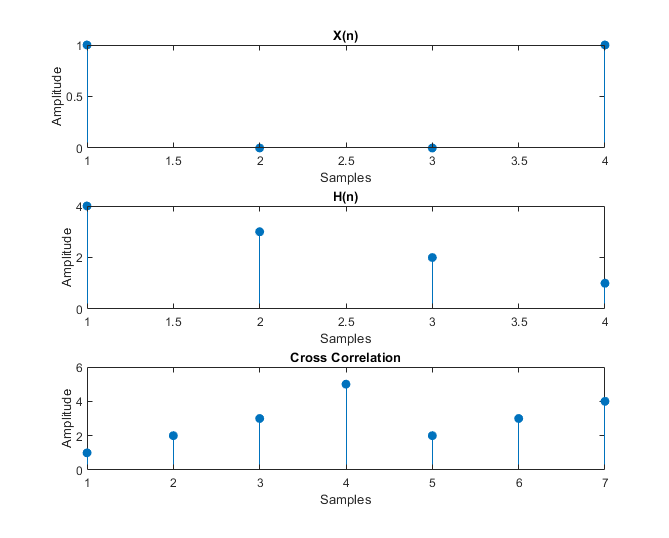 X(n)
1
0.5
0
Amplitude
1 1.5 2 2.5 3 3.5 4
Samples
H(n)
4
2
0
Amplitude
1 1.5 2 2.5 3 3.5 4
Samples
Cross Correlation
6
4
2
0
Amplitude
1 2 3 4 5 6 7
Samples